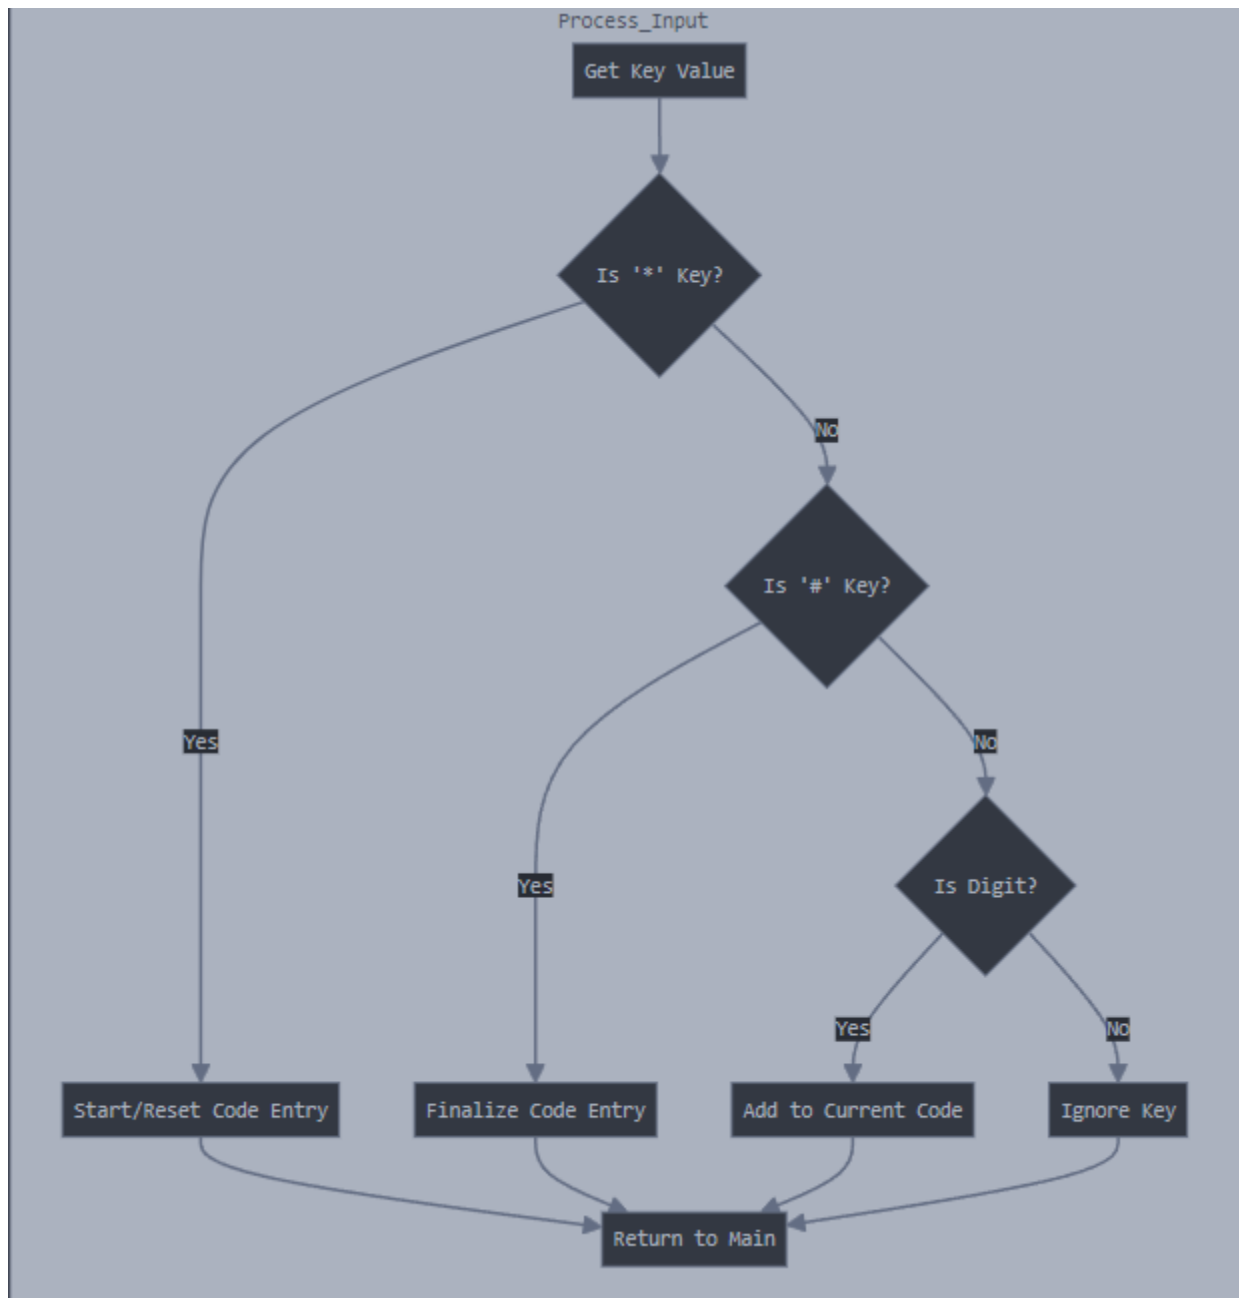 Process_Input
Get Key Value
Is '*' Key?
No
Is '#' Key?
Yes
No
Yes
Is Digit?
Yes
No
Start/Reset Code Entry
Finalize Code Entry
Add to Current Code
Ignore Key
Return to Main